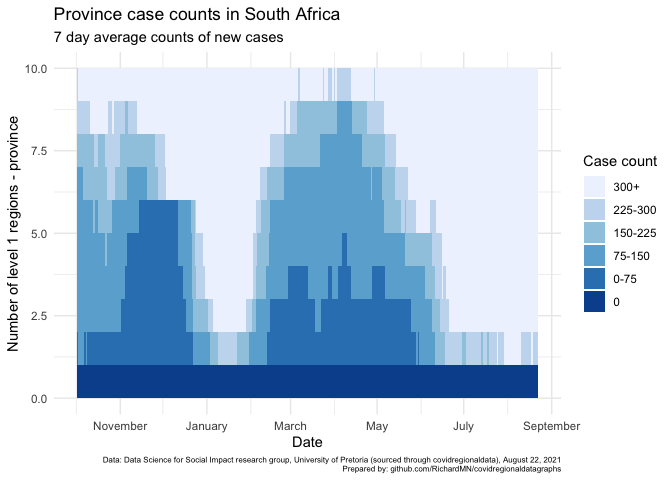 Province case counts in South Africa
7 day average counts of new cases
Number of level 1 regions - province
10.0
7.5
5.0
2.5
0.0
November
January
March
May
July
September
Date
Case count
300+
225-300
150-225
75-150
0-75
0
Data: Data Science for Social Impact research group, University of Pretoria (sourced through covidregionaldata), August 22, 2021
Prepared by: github.com/RichardMN/covidregionaldatagraphs